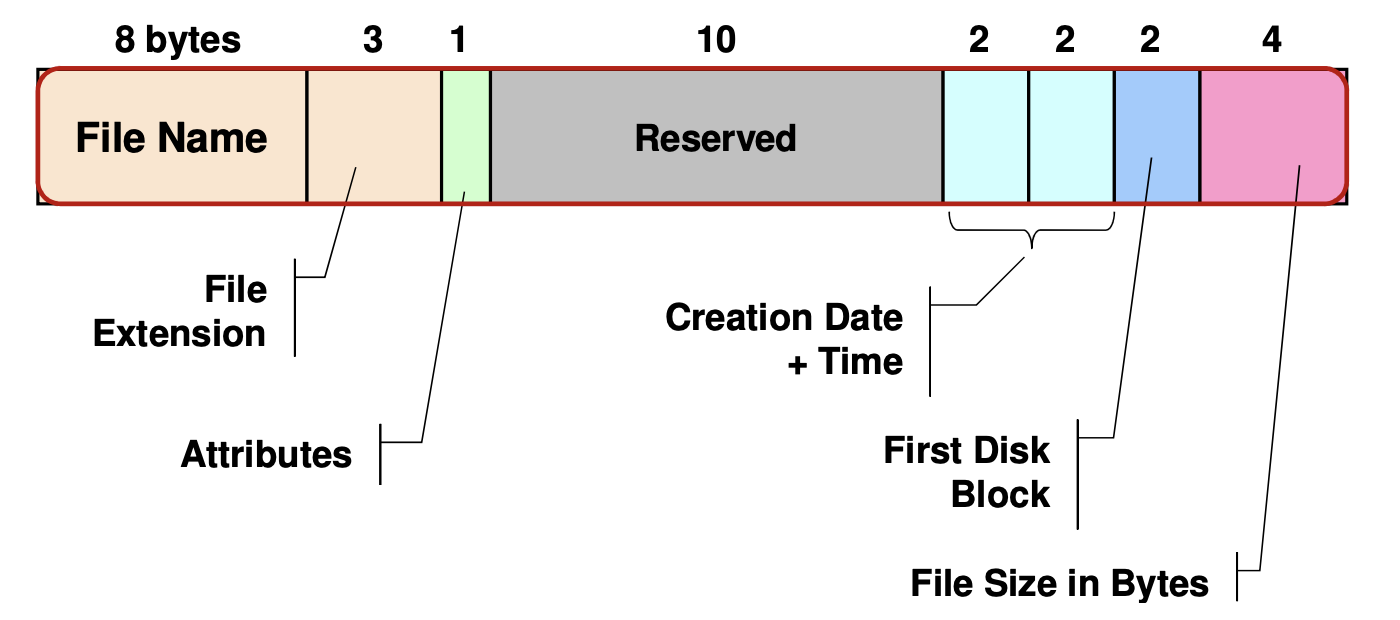 8 bytes 3 1 10 2 2 2 4
File Name Reserved
File
Extension
Creation Date
+ Time
Attributes
First Disk
Block
File Size in Bytes